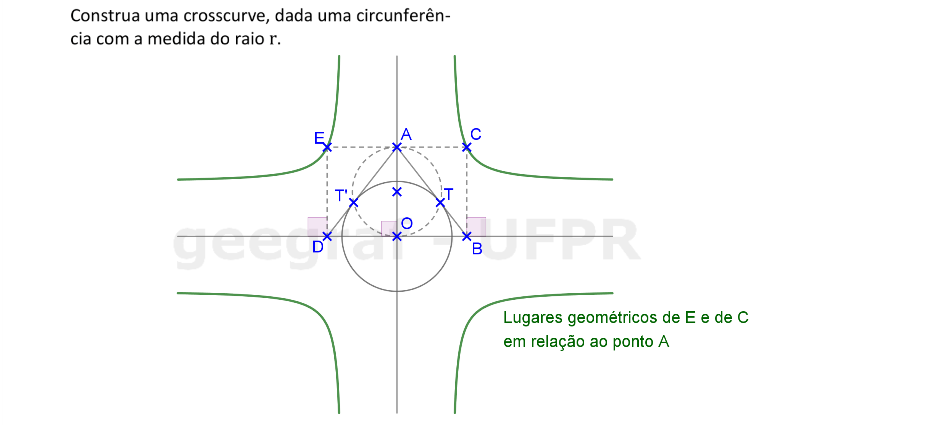 Construa uma crosscurve, dada uma circunferên-
cia com a medida do raio r.
E
A
C
T'
T
O
D
B
geegraf - UFPR
Lugares geométricos de E e de C
em relação ao ponto A